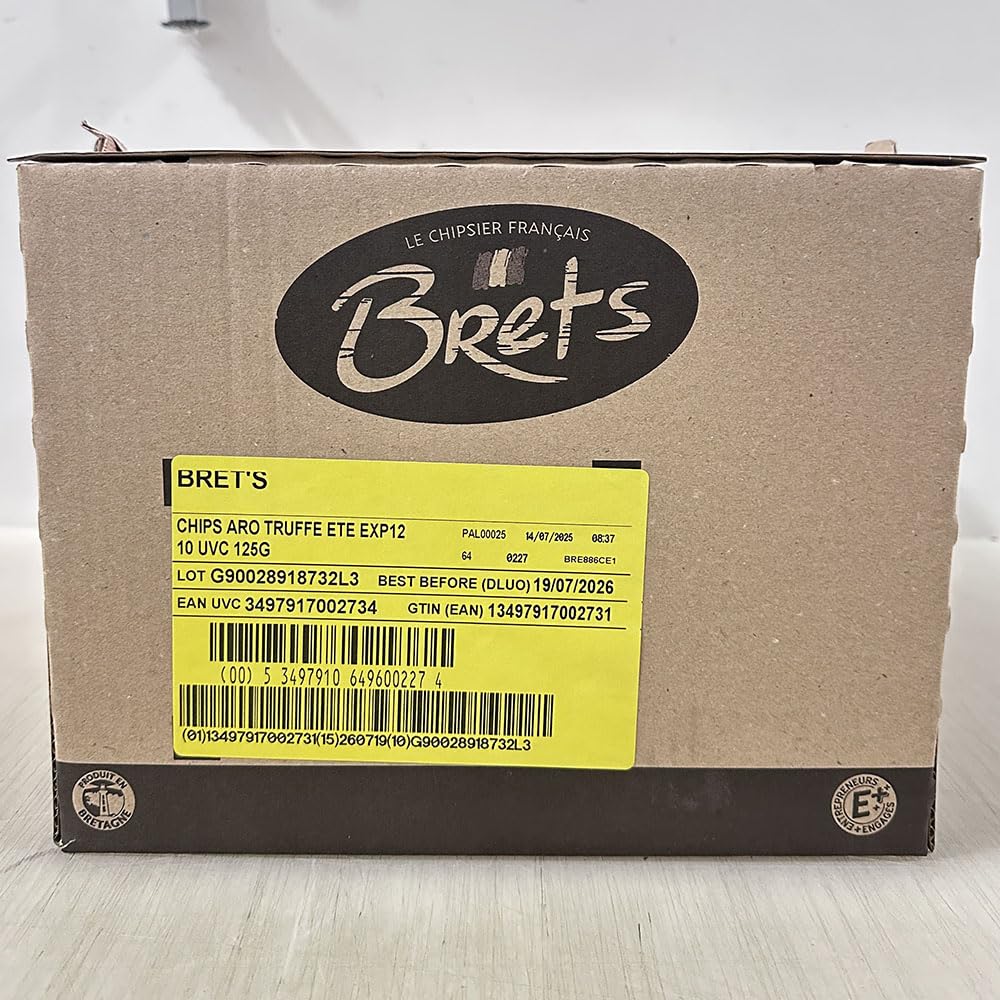 LE CHIPSIER FRANÇAIS
Brets
BRET'S
CHIPS ARO TRUFFE ETE EXP12
10 UVC 125G
PAL00025 14/07/2025 08:37
64 0227 BRE886CE1
LOT G90028918732L3 BEST BEFORE (DLUO) 19/07/2026
EAN UVC 3497917002734 GTIN (EAN) 13497917002731
(00) 5 3497910 649600227 4
(01)13497917002731(15)260719(10)G90028918732L3
PRODUIT EN
BRETAGNE
ENTREPRENEURS
E+
+ENGAGÉS